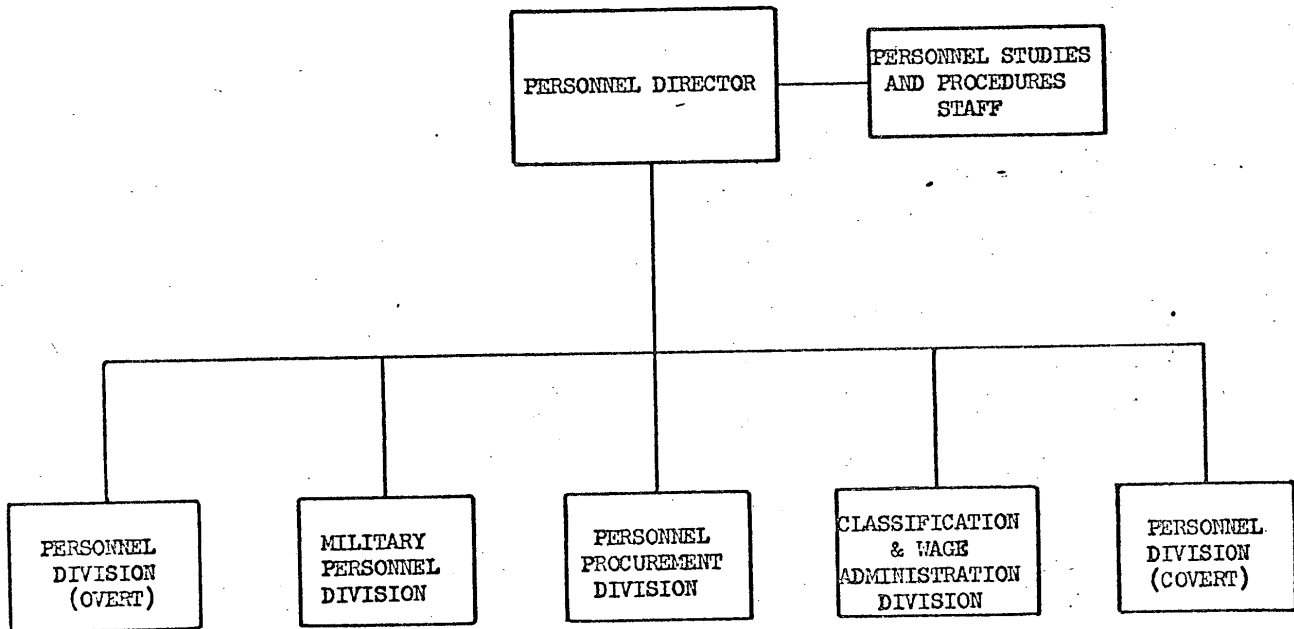 PERSONNEL DIRECTOR
PERSONNEL STUDIES
AND PROCEDURES
STAFF
PERSONNEL
DIVISION
(OVERT)
MILITARY
PERSONNEL
DIVISION
PERSONNEL
PROCUREMENT
DIVISION
CLASSIFICATION
& WAGE
ADMINISTRATION
DIVISION
PERSONNEL
DIVISION
(COVERT)